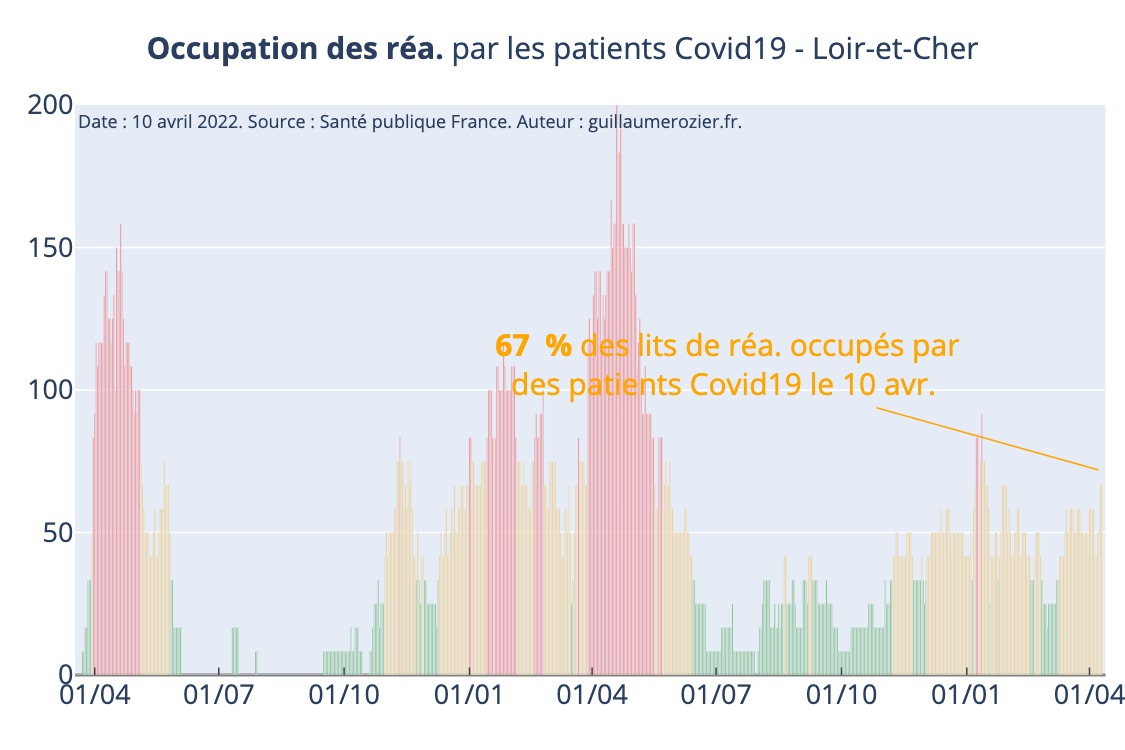 Occupation des réa. par les patients Covid19 - Loir-et-Cher
200
Date : 10 avril 2022. Source : Santé publique France. Auteur : guillaumerozier.fr.
150
67 % des lits de réa. occupés par
des patients Covid19 le 10 avr.
100
50
0
01/04 01/07 01/10 01/01 01/04 01/07 01/10 01/01 01/04